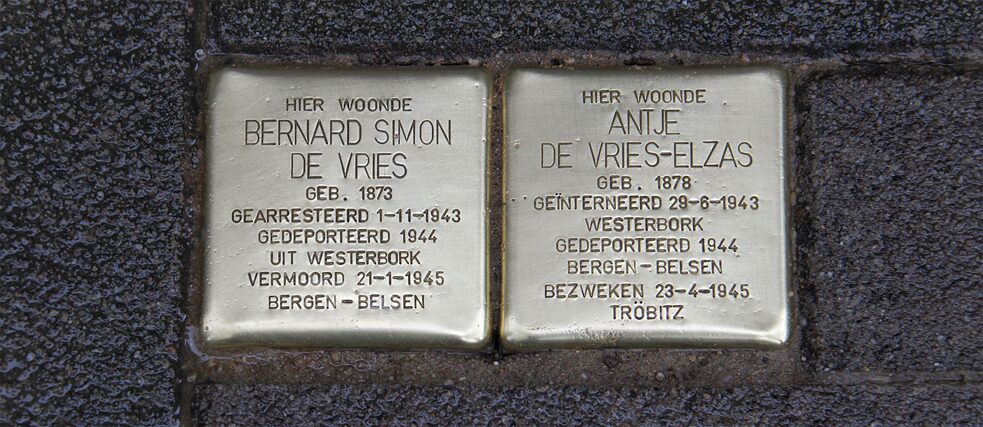 HIER WOONDE
BERNARD SIMON
DE VRIES
GEB. 1873
GEARRESTEERD 1-11-1943
GEDEPORTEERD 1944
UIT WESTERBORK
VERMOORD 21-1-1945
BERGEN-BELSEN
HIER WOONDE
ANTJE
DE VRIES-ELZAS
GEB. 1878
GEÏNTERNEERD 29-6-1943
WESTERBORK
GEDEPORTEERD 1944
BERGEN-BELSEN
BEZWEKEN 23-4-1945
TRÖBITZ